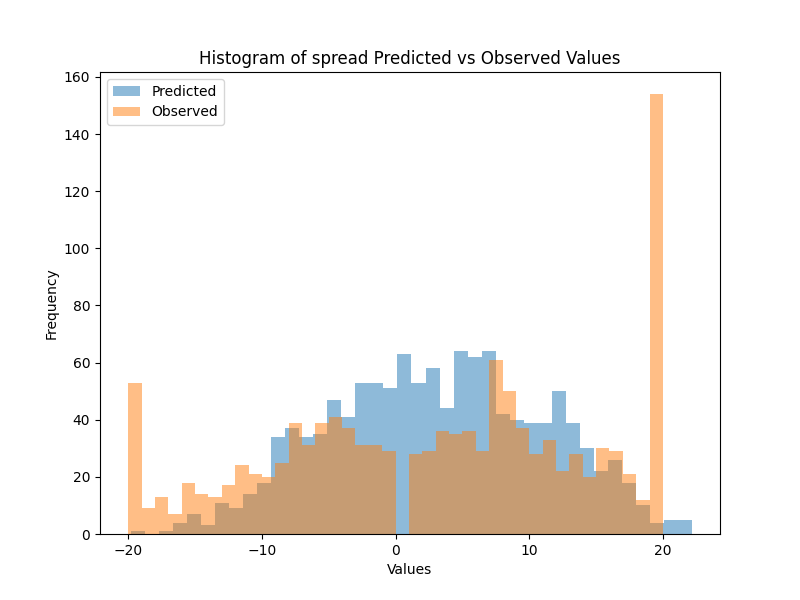 Histogram of spread Predicted vs Observed Values
Predicted
Observed
160
140
120
100
80
60
40
20
0
Frequency
−20
−10
0
10
20
Values